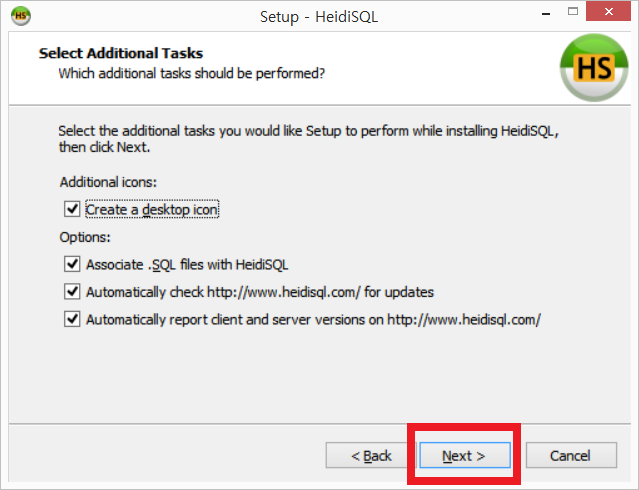 HS
Setup - HeidiSQL
Select Additional Tasks
Which additional tasks should be performed?
HS
Select the additional tasks you would like Setup to perform while installing HeidiSQL,
then click Next.
Additional icons:
Create a desktop icon
Options:
Associate .SQL files with HeidiSQL
Automatically check http://www.heidisql.com/ for updates
Automatically report client and server versions on http://www.heidisql.com/
< Back
Next >
Cancel